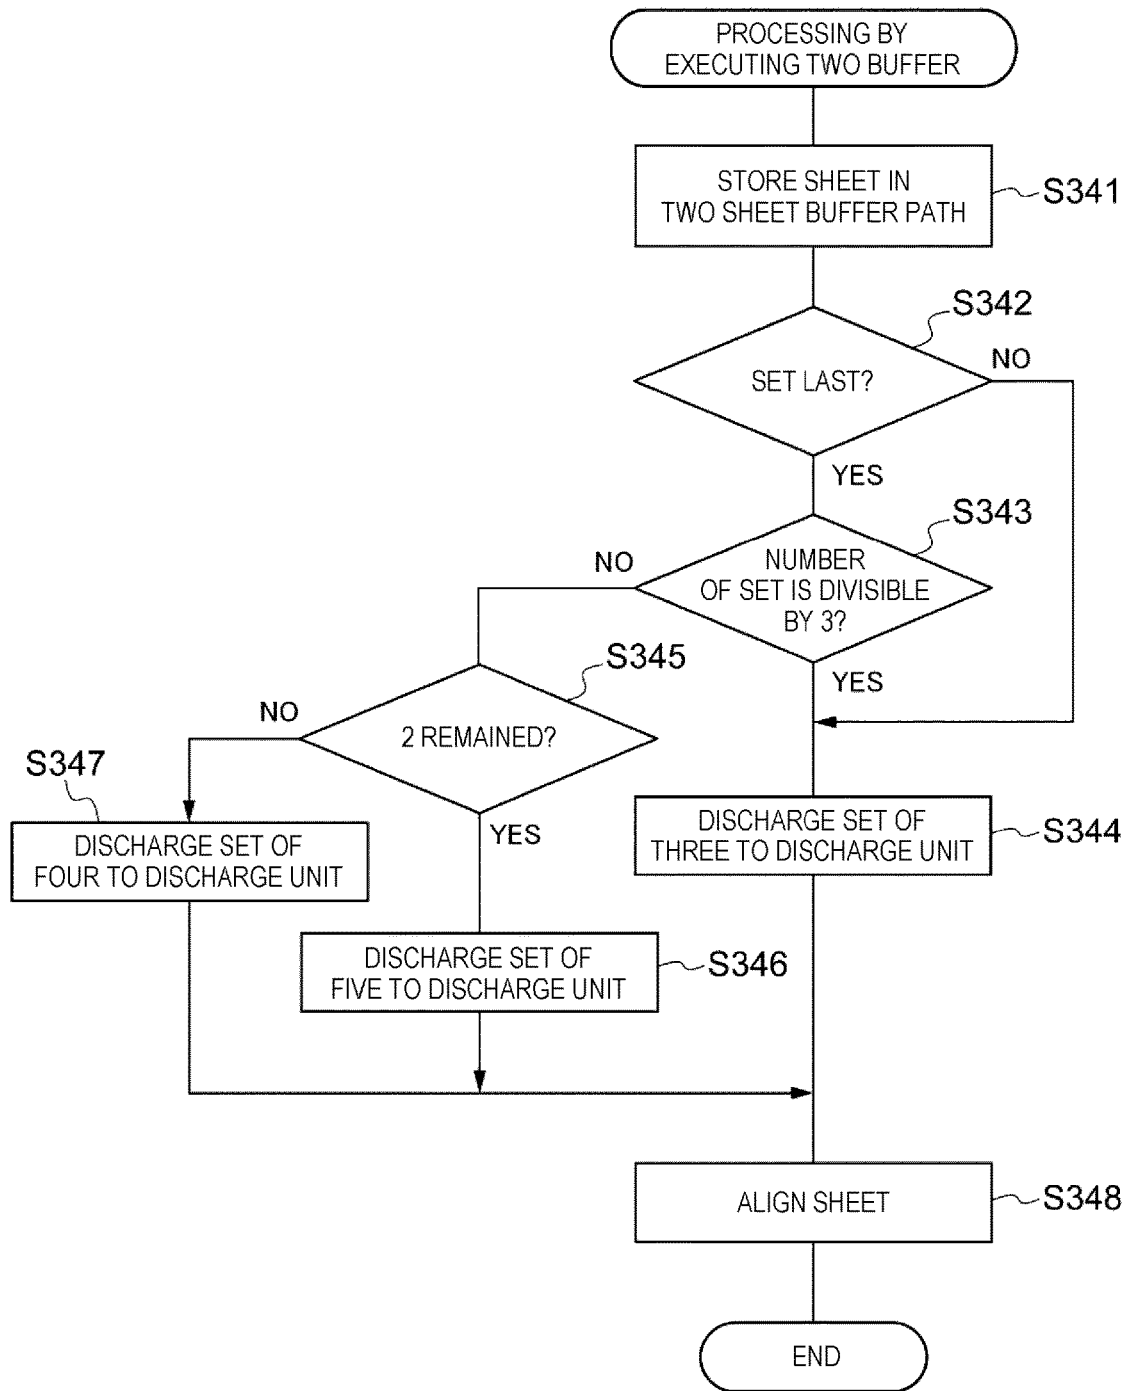 PROCESSING BY
EXECUTING TWO BUFFER
STORE SHEET IN
TWO SHEET BUFFER PATH
S341
S342
SET LAST?
NO
YES
S343
NUMBER
OF SET IS DIVISIBLE
BY 3?
NO
YES
S345
2 REMAINED?
NO
YES
S347
DISCHARGE SET OF
FOUR TO DISCHARGE UNIT
DISCHARGE SET OF
THREE TO DISCHARGE UNIT
S344
DISCHARGE SET OF
FIVE TO DISCHARGE UNIT
S346
ALIGN SHEET
S348
END